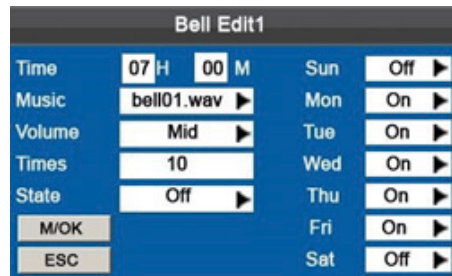 Bell Edit1
Time 07 H 00 M Sun Off
Music bell01.wav Mon On
Volume Mid Tue On
Times 10 Wed On
State Off Thu On
M/OK Fri On
ESC Sat Off